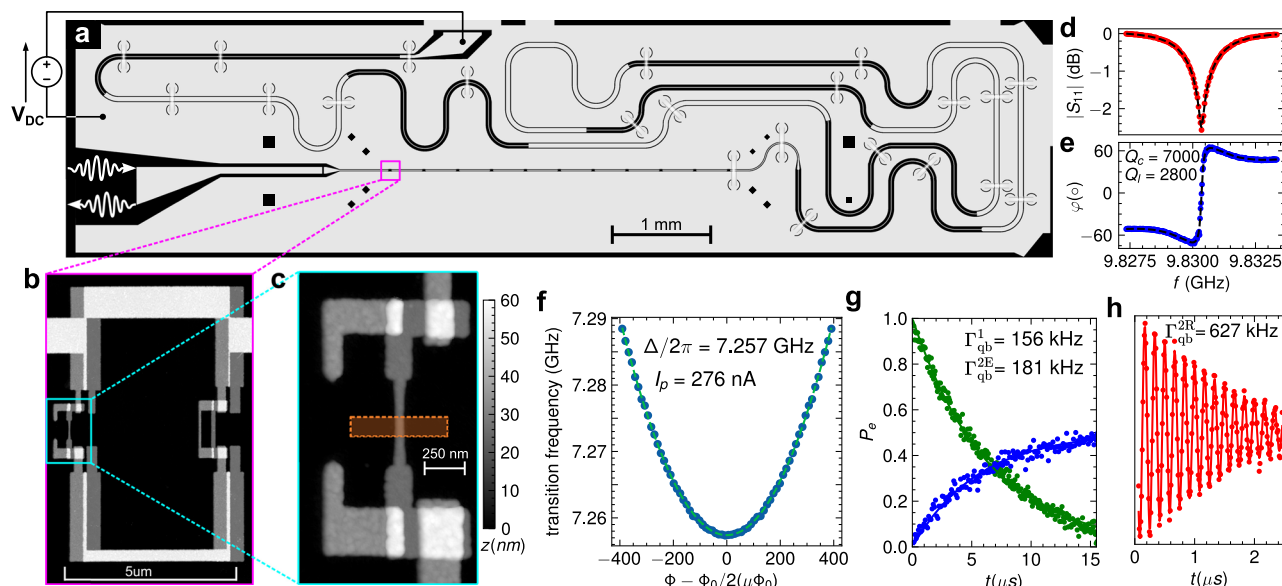 a
V_DC
1 mm
b
5um
c
250 nm
60
50
40
30
20
10
0
z(nm)
d
|S₁₁| (dB)
0
−1
−2
e
Q_c = 7000
Q_l = 2800
φ(○)
60
0
−60
9.8275
9.8300
9.8325
f (GHz)
f
transition frequency (GHz)
7.29
7.28
7.27
7.26
Δ/2π = 7.257 GHz
I_p = 276 nA
−400
−200
0
200
400
Φ − Φ₀/2(μΦ₀)
g
P_e
1.0
0.8
0.6
0.4
0.2
0.0
Γ¹_qb = 156 kHz
Γ²ᴱ_qb = 181 kHz
0
5
10
15
t(μs)
h
Γ²ᴿ_qb = 627 kHz
0
1
2
t(μs)